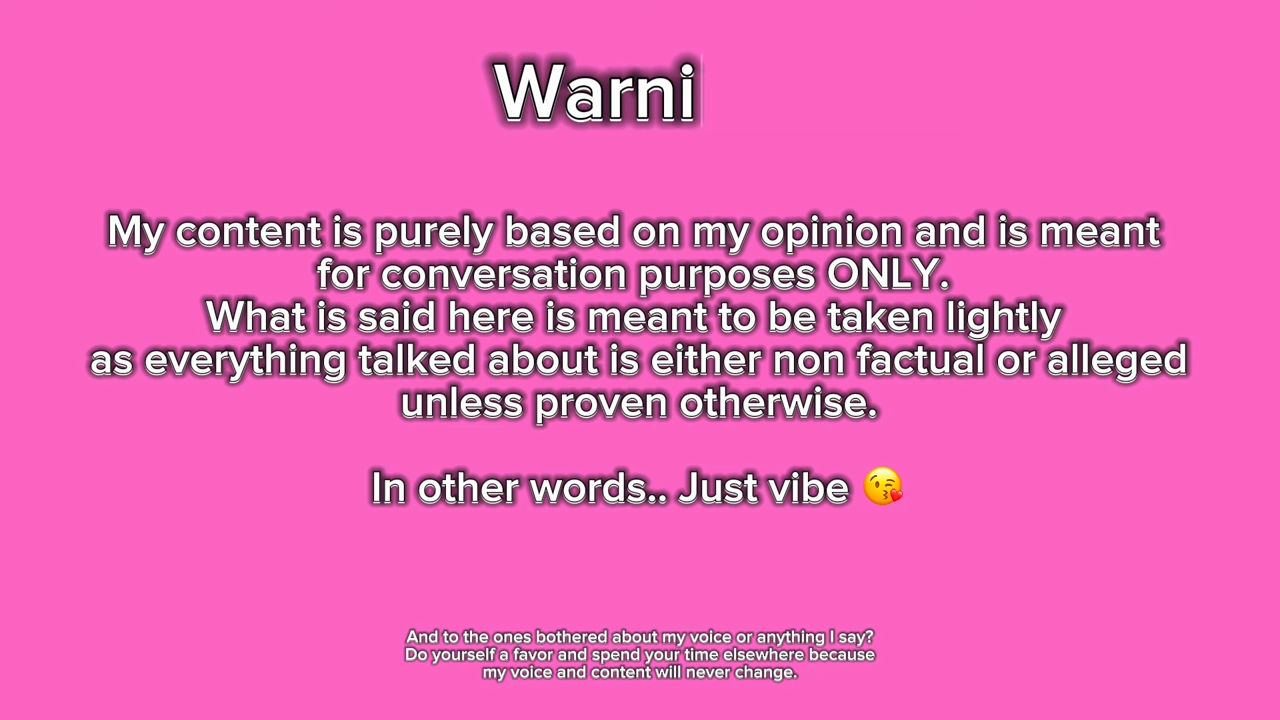 Warni
My content is purely based on my opinion and is meant
for conversation purposes ONLY.
What is said here is meant to be taken lightly
as everything talked about is either non factual or alleged
unless proven otherwise.
In other words.. Just vibe 😘
And to the ones bothered about my voice or anything I say?
Do yourself a favor and spend your time elsewhere because
my voice and content will never change.